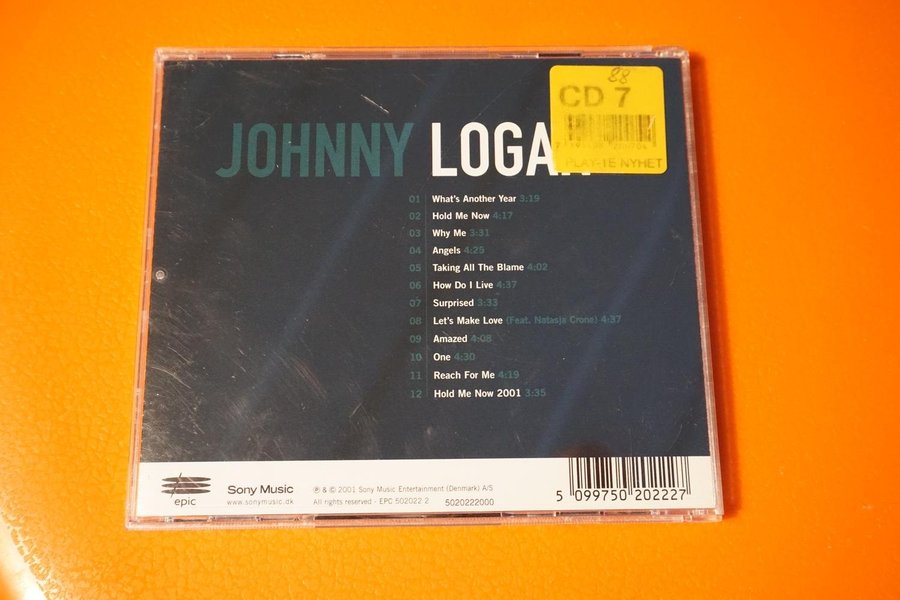 88
CD 7
PLAY-TE NYHET
JOHNNY LOGAN
01 What's Another Year 3:19
02 Hold Me Now 4:17
03 Why Me 3:31
04 Angels 4:25
05 Taking All The Blame 4:02
06 How Do I Live 4:37
07 Surprised 3:33
08 Let's Make Love (Feat. Natasja Crone) 4:37
09 Amazed 4:08
10 One 4:30
11 Reach For Me 4:19
12 Hold Me Now 2001 3:35
epic
Sony Music
www.sonymusic.dk
℗ & © 2001 Sony Music Entertainment (Denmark) A/S
All rights reserved - EPC 502022 2
5020222000
5 099750 202227